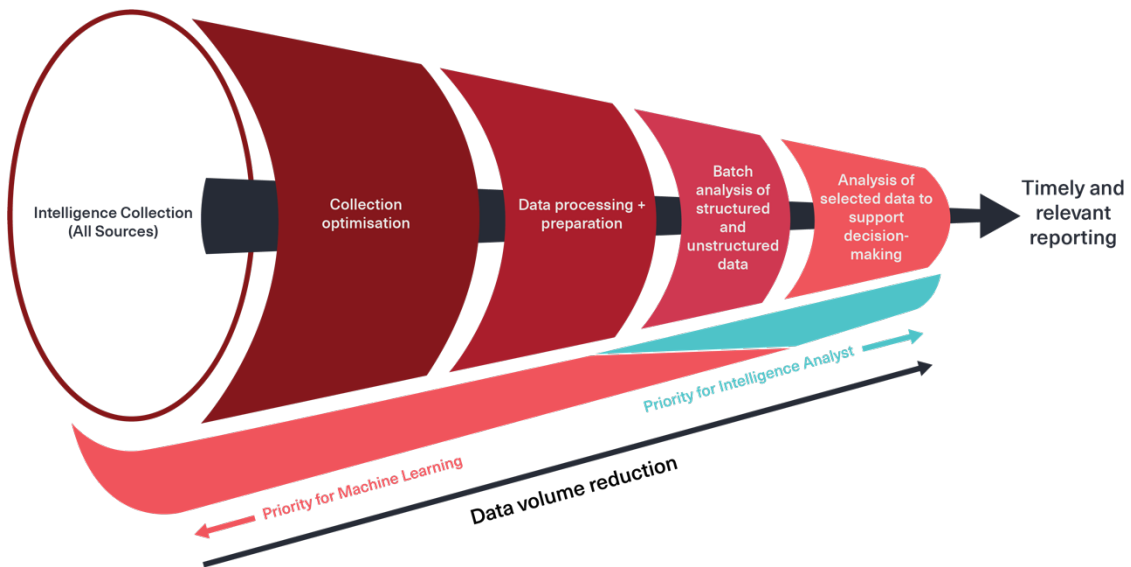 Intelligence Collection
(All Sources)
Collection
optimisation
Data processing +
preparation
Batch
analysis of
structured
and
unstructured
data
Analysis of
selected data to
support
decision-
making
Timely and
relevant
reporting
Priority for Intelligence Analyst
Priority for Machine Learning
Data volume reduction